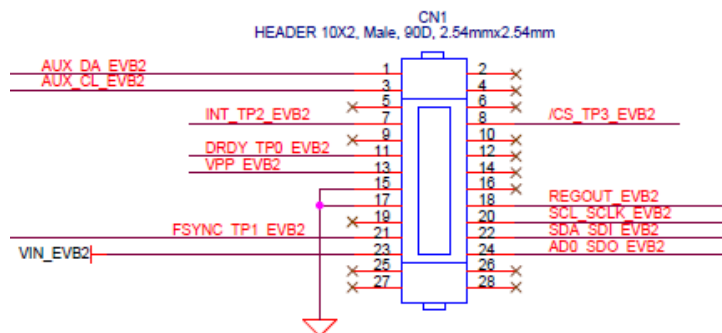 CN1
HEADER 10X2, Male, 90D, 2.54mmx2.54mm
AUX_DA_EVB2 1 2
AUX_CL_EVB2 3 4
5 6
INT_TP2_EVB2 7 8 /CS_TP3_EVB2
9 10
DRDY_TP0_EVB2 11 12
VPP_EVB2 13 14
15 16
17 18 REGOUT_EVB2
19 20 SCL_SCLK_EVB2
FSYNC_TP1_EVB2 21 22 SDA_SDI_EVB2
VIN_EVB2 23 24 AD0_SDO_EVB2
25 26
27 28